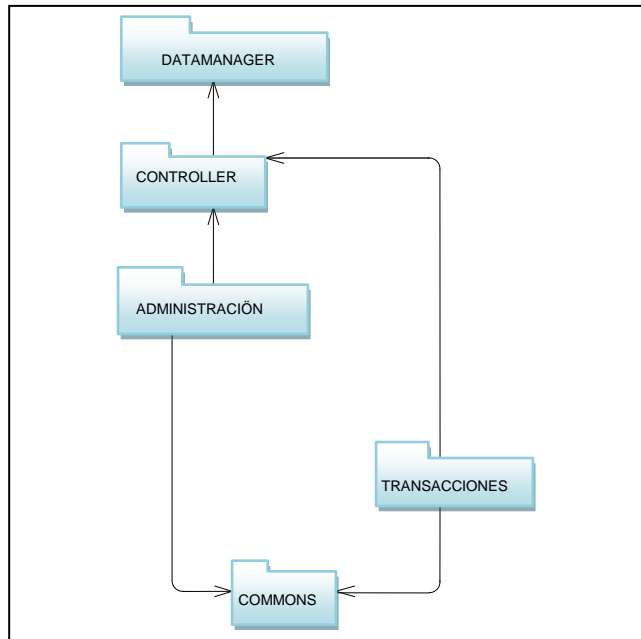 DATAMANAGER
CONTROLLER
ADMINISTRACIÖN
TRANSACCIONES
COMMONS